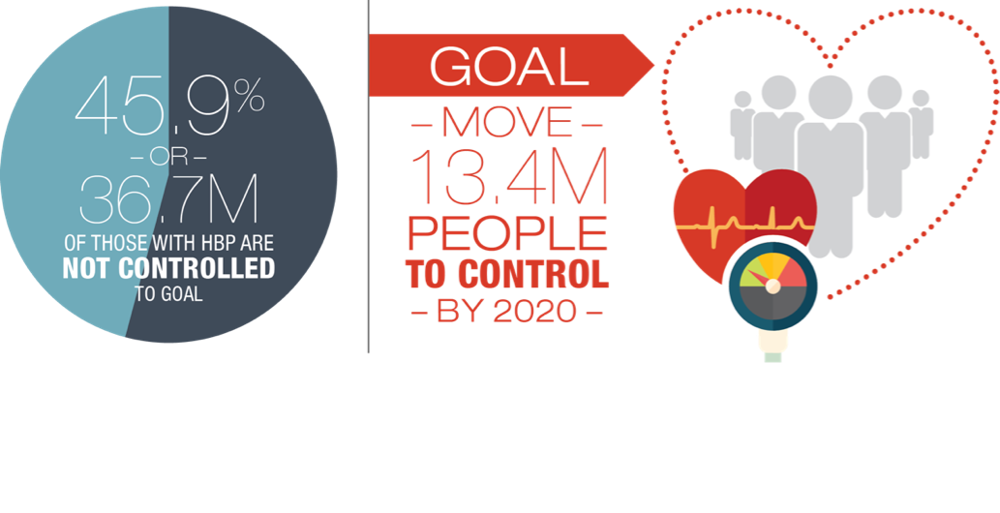 45.9%
– OR –
36.7M
OF THOSE WITH HBP ARE
NOT CONTROLLED
TO GOAL
GOAL
– MOVE –
13.4M
PEOPLE
TO CONTROL
– BY 2020 –